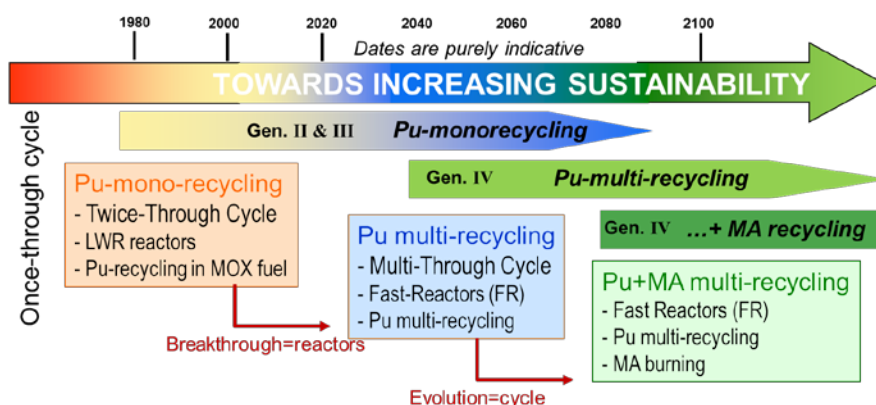 1980 2000 2020 2040 2060 2080 2100
Dates are purely indicative
TOWARDS INCREASING SUSTAINABILITY
Once-through cycle
Gen. II & III Pu-monorecycling
Gen. IV Pu-multi-recycling
Gen. IV ...+ MA recycling
Pu-mono-recycling
- Twice-Through Cycle
- LWR reactors
- Pu-recycling in MOX fuel
Breakthrough=reactors
Pu multi-recycling
- Multi-Through Cycle
- Fast-Reactors (FR)
- Pu multi-recycling
Evolution=cycle
Pu+MA multi-recycling
- Fast Reactors (FR)
- Pu multi-recycling
- MA burning